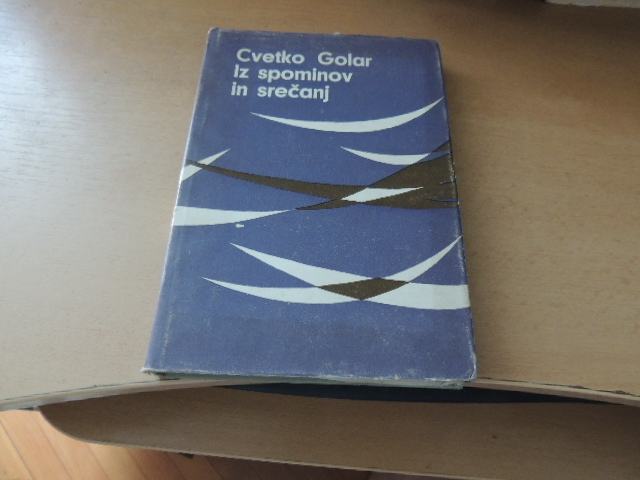 Cvetko Golar
Iz spominov
in srečanj